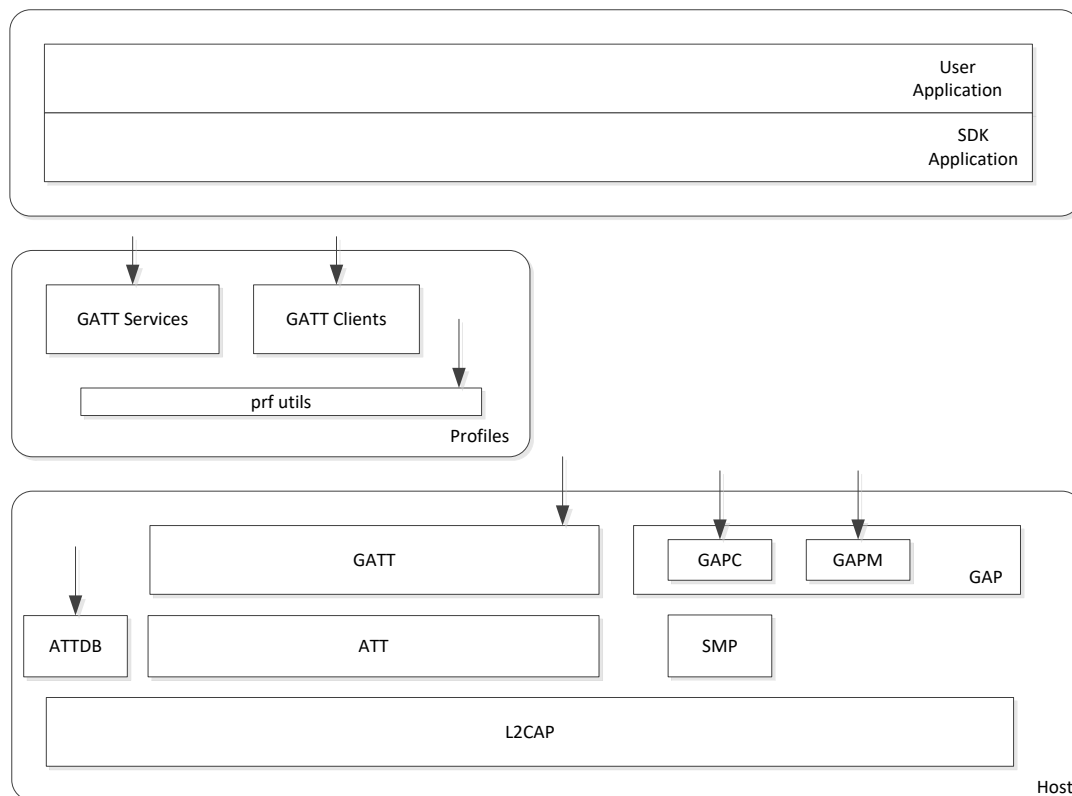 User
Application
SDK
Application
GATT Services
GATT Clients
prf utils
Profiles
GATT
GAPC
GAPM
GAP
ATTDB
ATT
SMP
L2CAP
Host